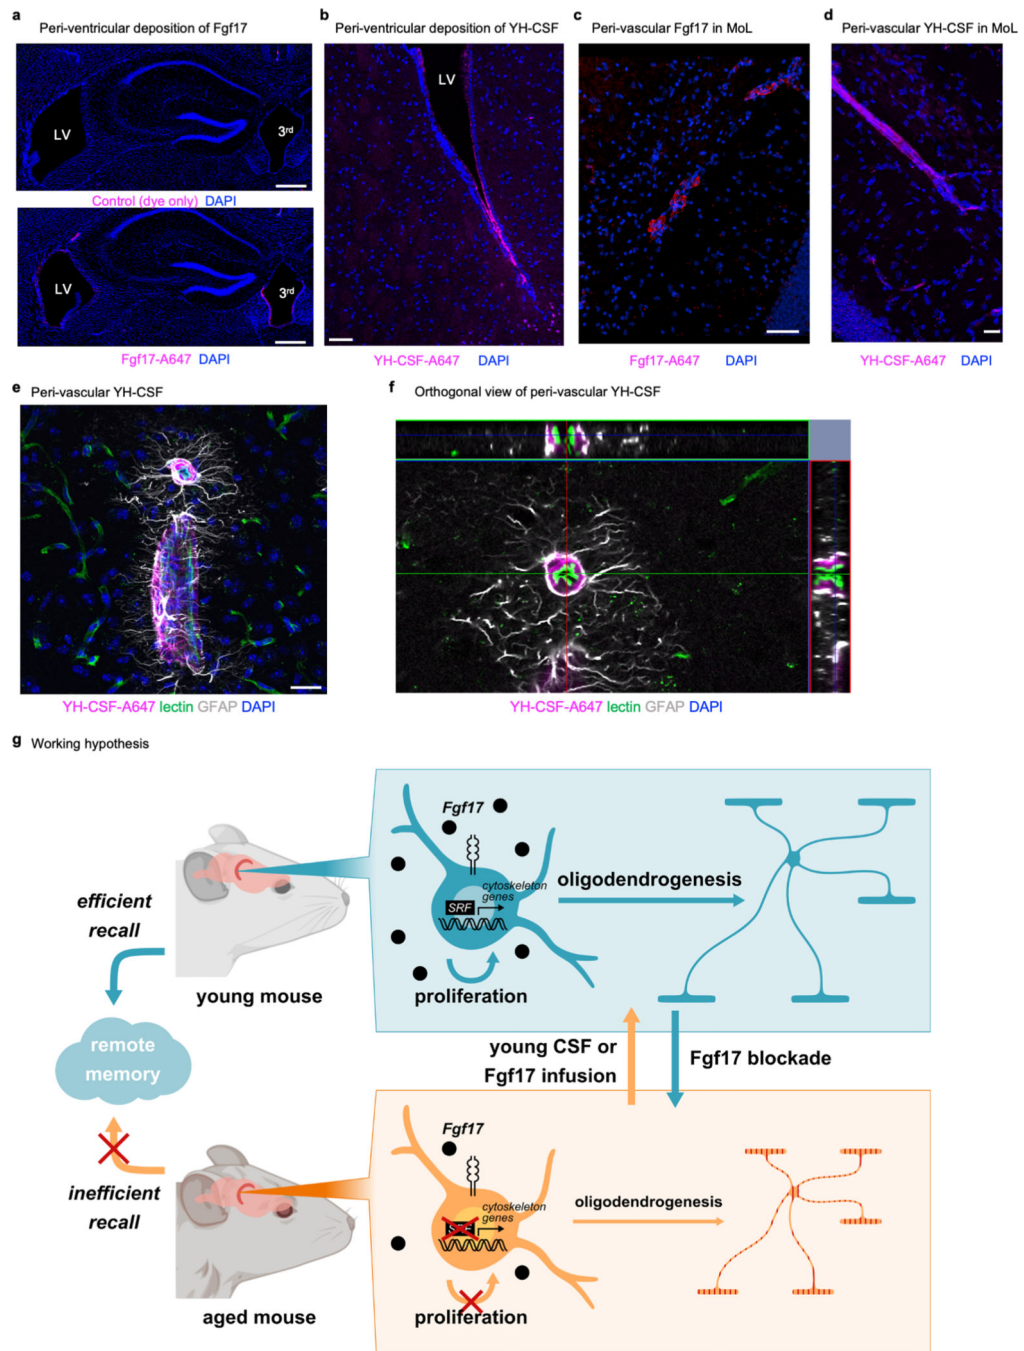 a Peri-ventricular deposition of Fgf17
LV
3rd
Control (dye only) DAPI
LV
3rd
Fgf17-A647 DAPI
b Peri-ventricular deposition of YH-CSF
LV
YH-CSF-A647 DAPI
c Peri-vascular Fgf17 in MoL
Fgf17-A647 DAPI
d Peri-vascular YH-CSF in MoL
YH-CSF-A647 DAPI
e Peri-vascular YH-CSF
YH-CSF-A647 lectin GFAP DAPI
f Orthogonal view of peri-vascular YH-CSF
YH-CSF-A647 lectin GFAP DAPI
g Working hypothesis
efficient
recall
young mouse
remote
memory
Fgf17
cytoskeleton
genes
SRF
proliferation
oligodendrogenesis
young CSF or
Fgf17 infusion
Fgf17 blockade
inefficient
recall
aged mouse
Fgf17
cytoskeleton
genes
SRF
proliferation
oligodendrogenesis